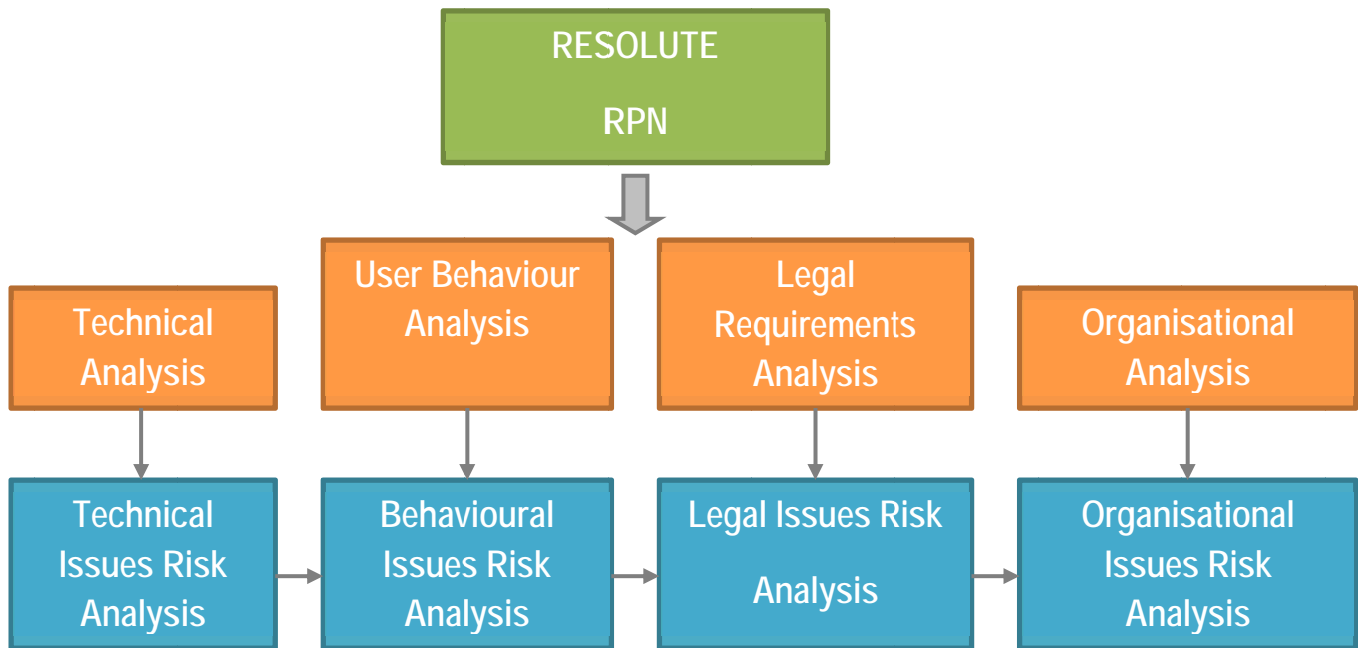 RESOLUTE
RPN
Technical
Analysis
User Behaviour
Analysis
Legal
Requirements
Analysis
Organisational
Analysis
Technical
Issues Risk
Analysis
Behavioural
Issues Risk
Analysis
Legal Issues Risk
Analysis
Organisational
Issues Risk
Analysis